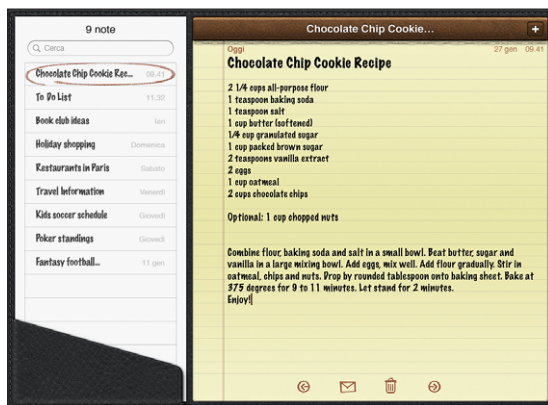 9 note
Cerca
Chocolate Chip Cookie Rec... 09.41
To Do List 11.32
Book club ideas Ieri
Holiday shopping Domenica
Restaurants in Paris Sabato
Travel Information Venerdì
Kids soccer schedule Giovedì
Poker standings Giovedì
Fantasy football... 11 gen
Chocolate Chip Cookie...
Oggi 27 gen 09.41
Chocolate Chip Cookie Recipe
2 1/4 cups all-purpose flour
1 teaspoon baking soda
1 teaspoon salt
1 cup butter (softened)
1/4 cup granulated sugar
1 cup packed brown sugar
2 teaspoons vanilla extract
2 eggs
1 cup oatmeal
2 cups chocolate chips
Optional: 1 cup chopped nuts
Combine flour, baking soda and salt in a small bowl. Beat butter, sugar and
vanilla in a large mixing bowl. Add eggs, mix well. Add flour gradually. Stir in
oatmeal, chips and nuts. Drop by rounded tablespoon onto baking sheet. Bake at
375 degrees for 9 to 11 minutes. Let stand for 2 minutes.
Enjoy!